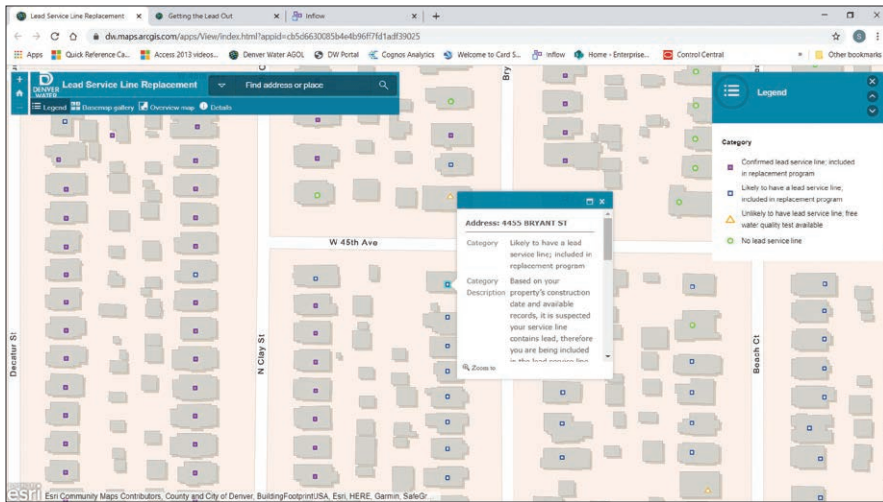 Lead Service Line Replacement
Getting the Lead Out
Inflow
dw.maps.arcgis.com/apps/View/index.html?appid=cb5d6630085b4e4b96ff7fd1adf39025
Apps
Quick Reference Ca...
Access 2013 videos...
Denver Water AGOL
DW Portal
Cognos Analytics
Welcome to Card S...
Inflow
Home - Enterprise...
Control Central
Other bookmarks
DENVER WATER
Lead Service Line Replacement
Find address or place
Legend
Basemap gallery
Overview map
Details
Legend
Category
Confirmed lead service line; included
in replacement program
Likely to have a lead service line;
included in replacement program
Unlikely to have lead service line; free
water quality test available
No lead service line
Address: 4455 BRYANT ST
Category
Likely to have a lead
service line; included in
replacement program
Category
Description
Based on your
property's construction
date and available
records, it is suspected
your service line
contains lead, therefore
you are being included
in the lead service line
Zoom to
W 45th Ave
Decatur St
N Clay St
Beach Ct
esri
Esri Community Maps Contributors, County and City of Denver, BuildingFootprintUSA, Esri, HERE, Garmin, SafeGr